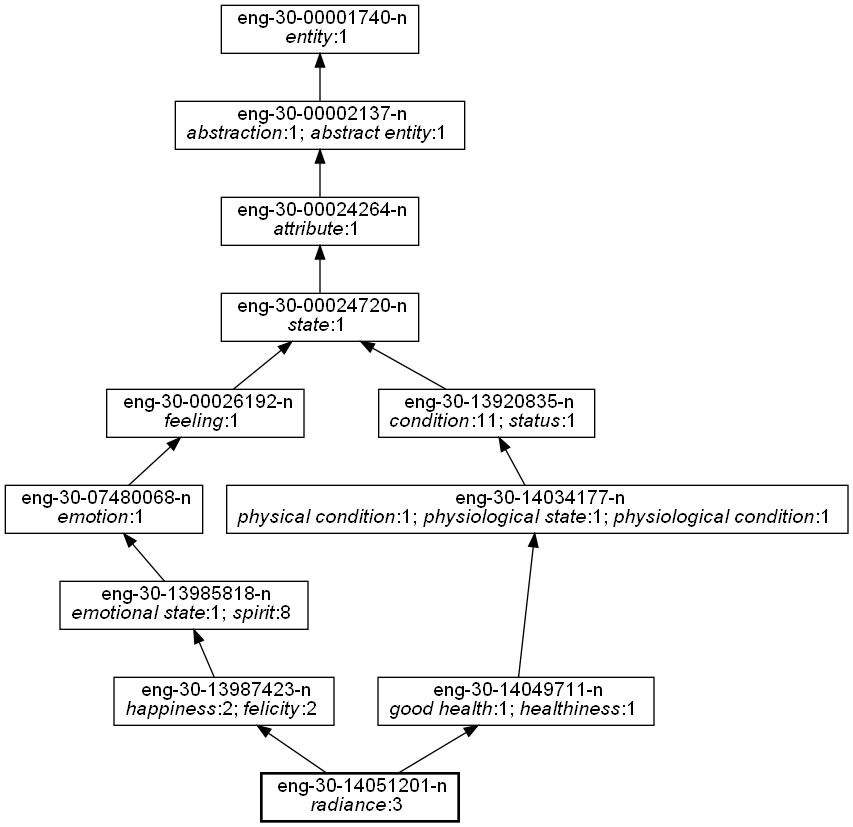 eng-30-00001740-n
entity:1
eng-30-00002137-n
abstraction:1; abstract entity:1
eng-30-00024264-n
attribute:1
eng-30-00024720-n
state:1
eng-30-00026192-n
feeling:1
eng-30-13920835-n
condition:11; status:1
eng-30-07480068-n
emotion:1
eng-30-14034177-n
physical condition:1; physiological state:1; physiological condition:1
eng-30-13985818-n
emotional state:1; spirit:8
eng-30-13987423-n
happiness:2; felicity:2
eng-30-14049711-n
good health:1; healthiness:1
eng-30-14051201-n
radiance:3